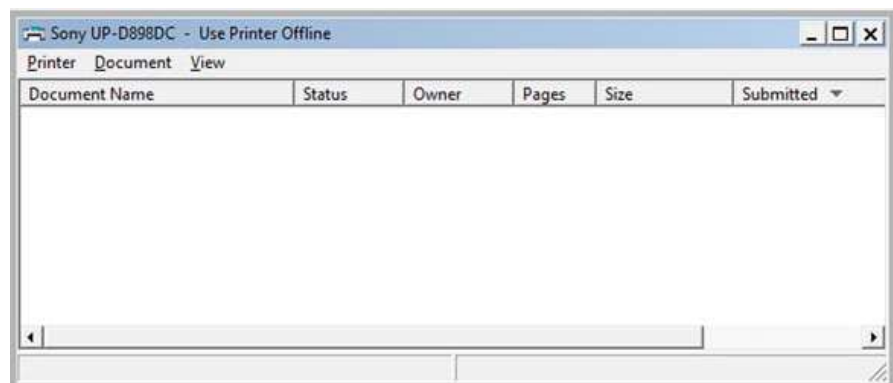 Sony UP-D898DC - Use Printer Offline
Printer Document View
Document Name Status Owner Pages Size Submitted